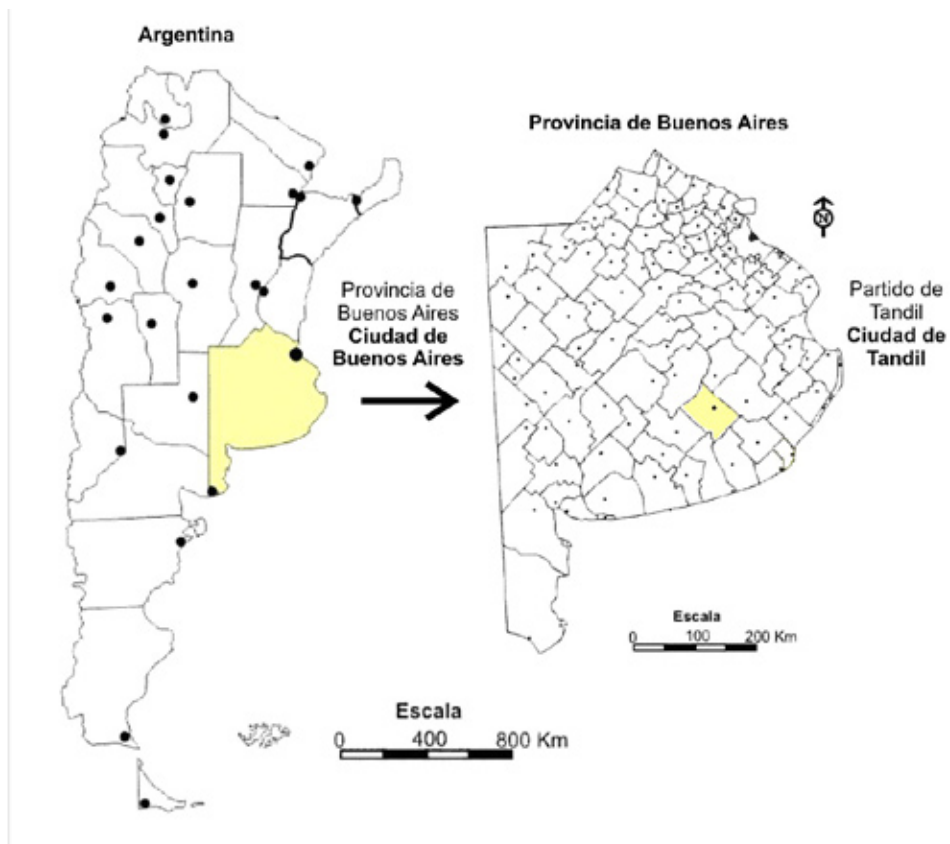 Argentina
Provincia de
Buenos Aires
Ciudad de
Buenos Aires
Escala
0 400 800 Km
Provincia de Buenos Aires
N
Partido de
Tandil
Ciudad de
Tandil
Escala
0 100 200 Km